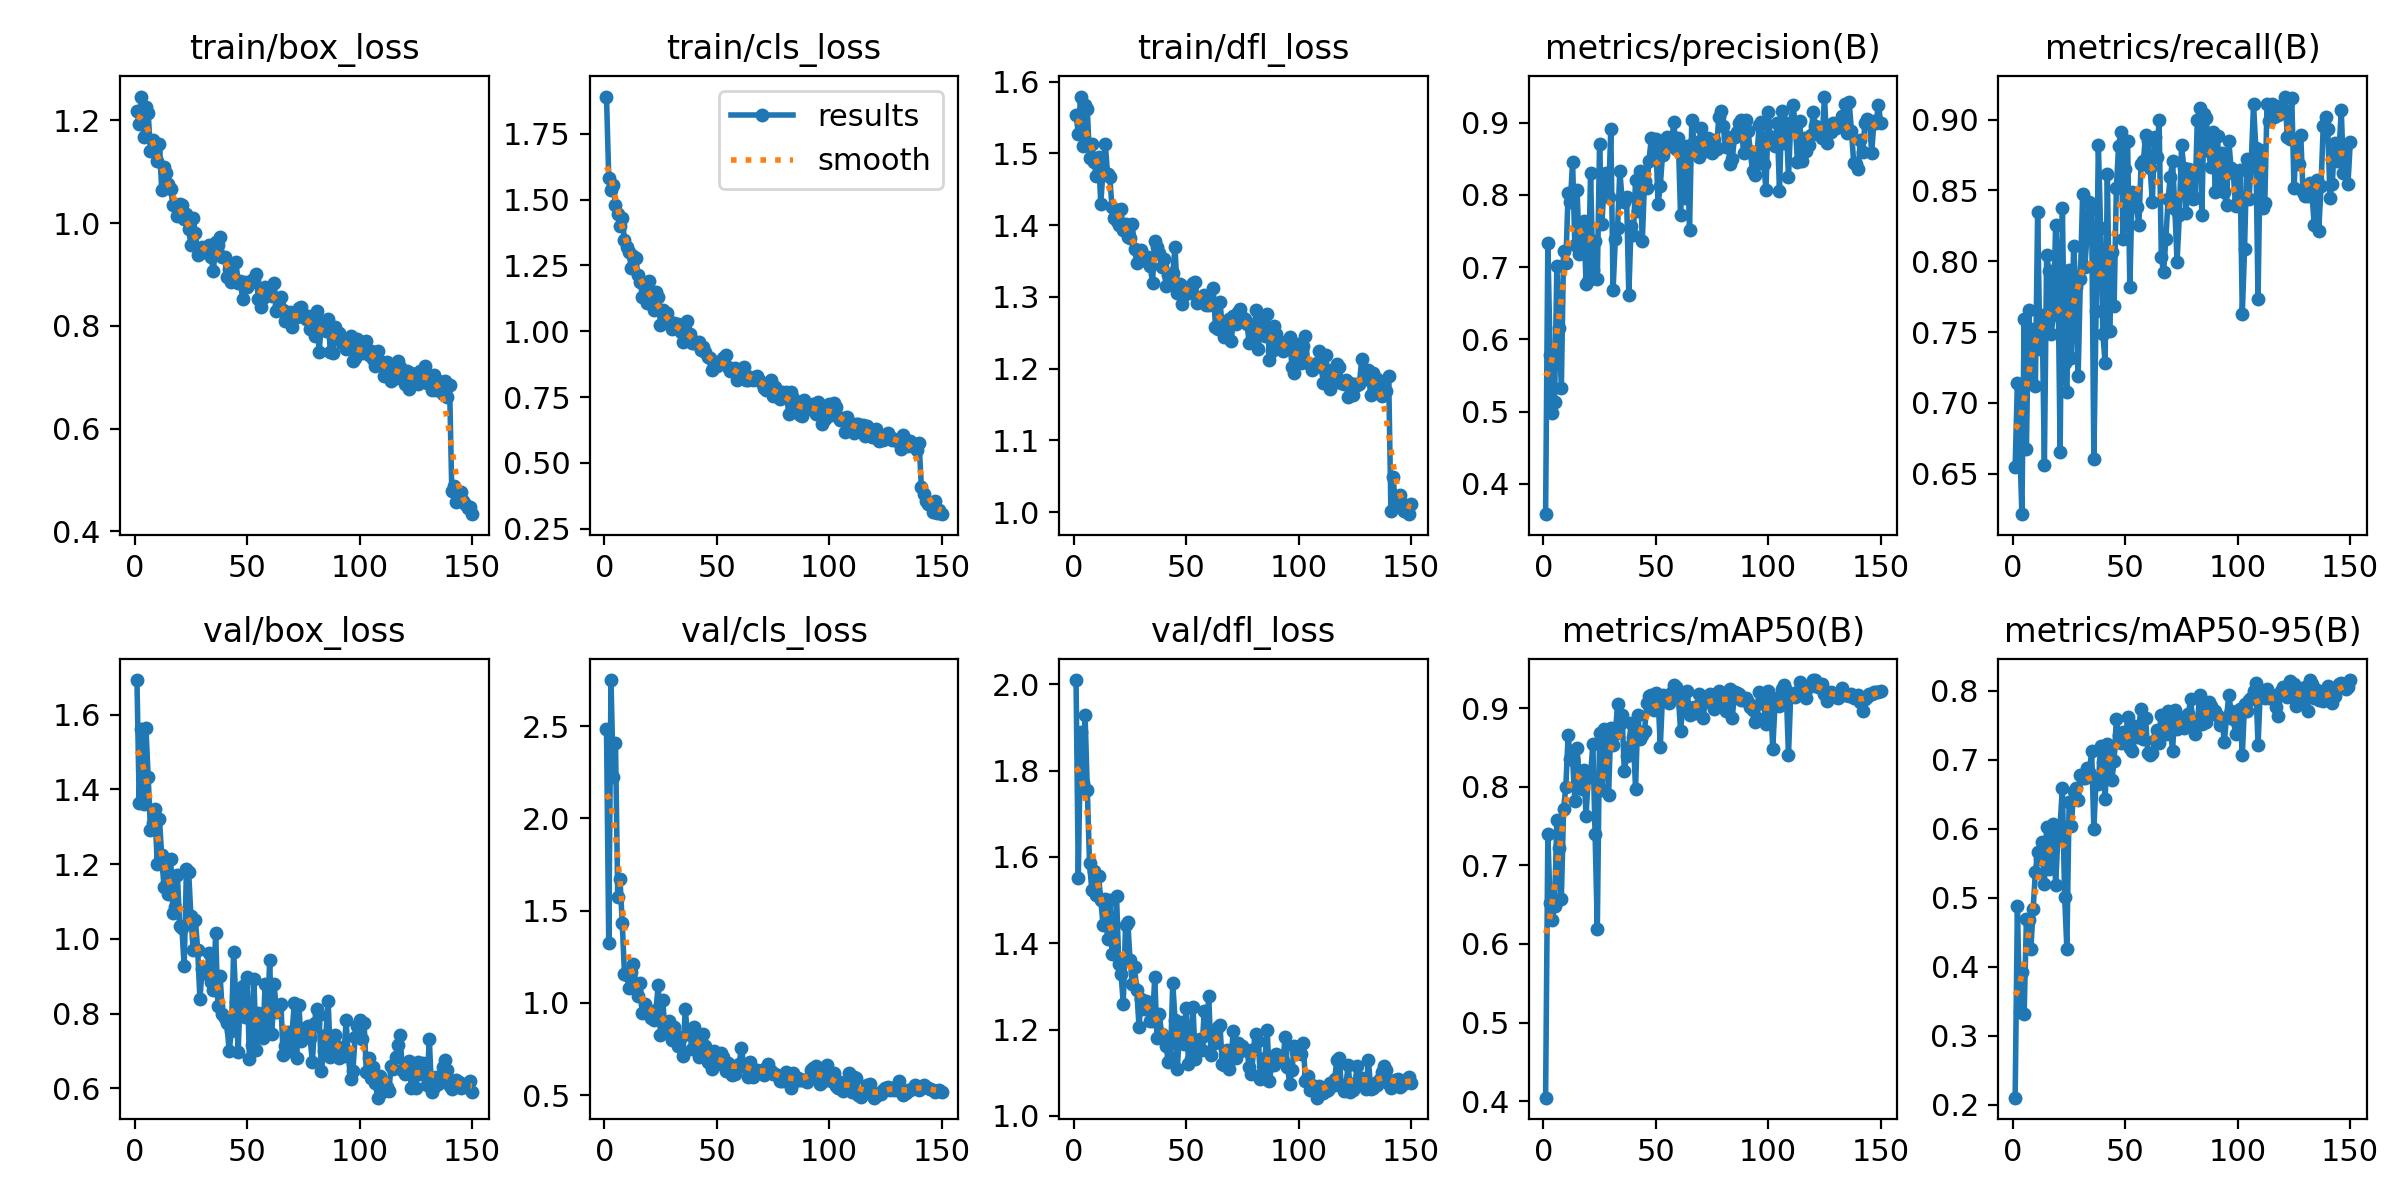 train/box_loss
train/cls_loss
train/dfl_loss
metrics/precision(B)
metrics/recall(B)
results
smooth
1.2
1.0
0.8
0.6
0.4
0 50 100 150
1.75
1.50
1.25
1.00
0.75
0.50
0.25
0 50 100 150
1.6
1.5
1.4
1.3
1.2
1.1
1.0
0 50 100 150
0.9
0.8
0.7
0.6
0.5
0.4
0 50 100 150
0.90
0.85
0.80
0.75
0.70
0.65
0 50 100 150
val/box_loss
val/cls_loss
val/dfl_loss
metrics/mAP50(B)
metrics/mAP50-95(B)
1.6
1.4
1.2
1.0
0.8
0.6
0 50 100 150
2.5
2.0
1.5
1.0
0.5
0 50 100 150
2.0
1.8
1.6
1.4
1.2
1.0
0 50 100 150
0.9
0.8
0.7
0.6
0.5
0.4
0 50 100 150
0.8
0.7
0.6
0.5
0.4
0.3
0.2
0 50 100 150